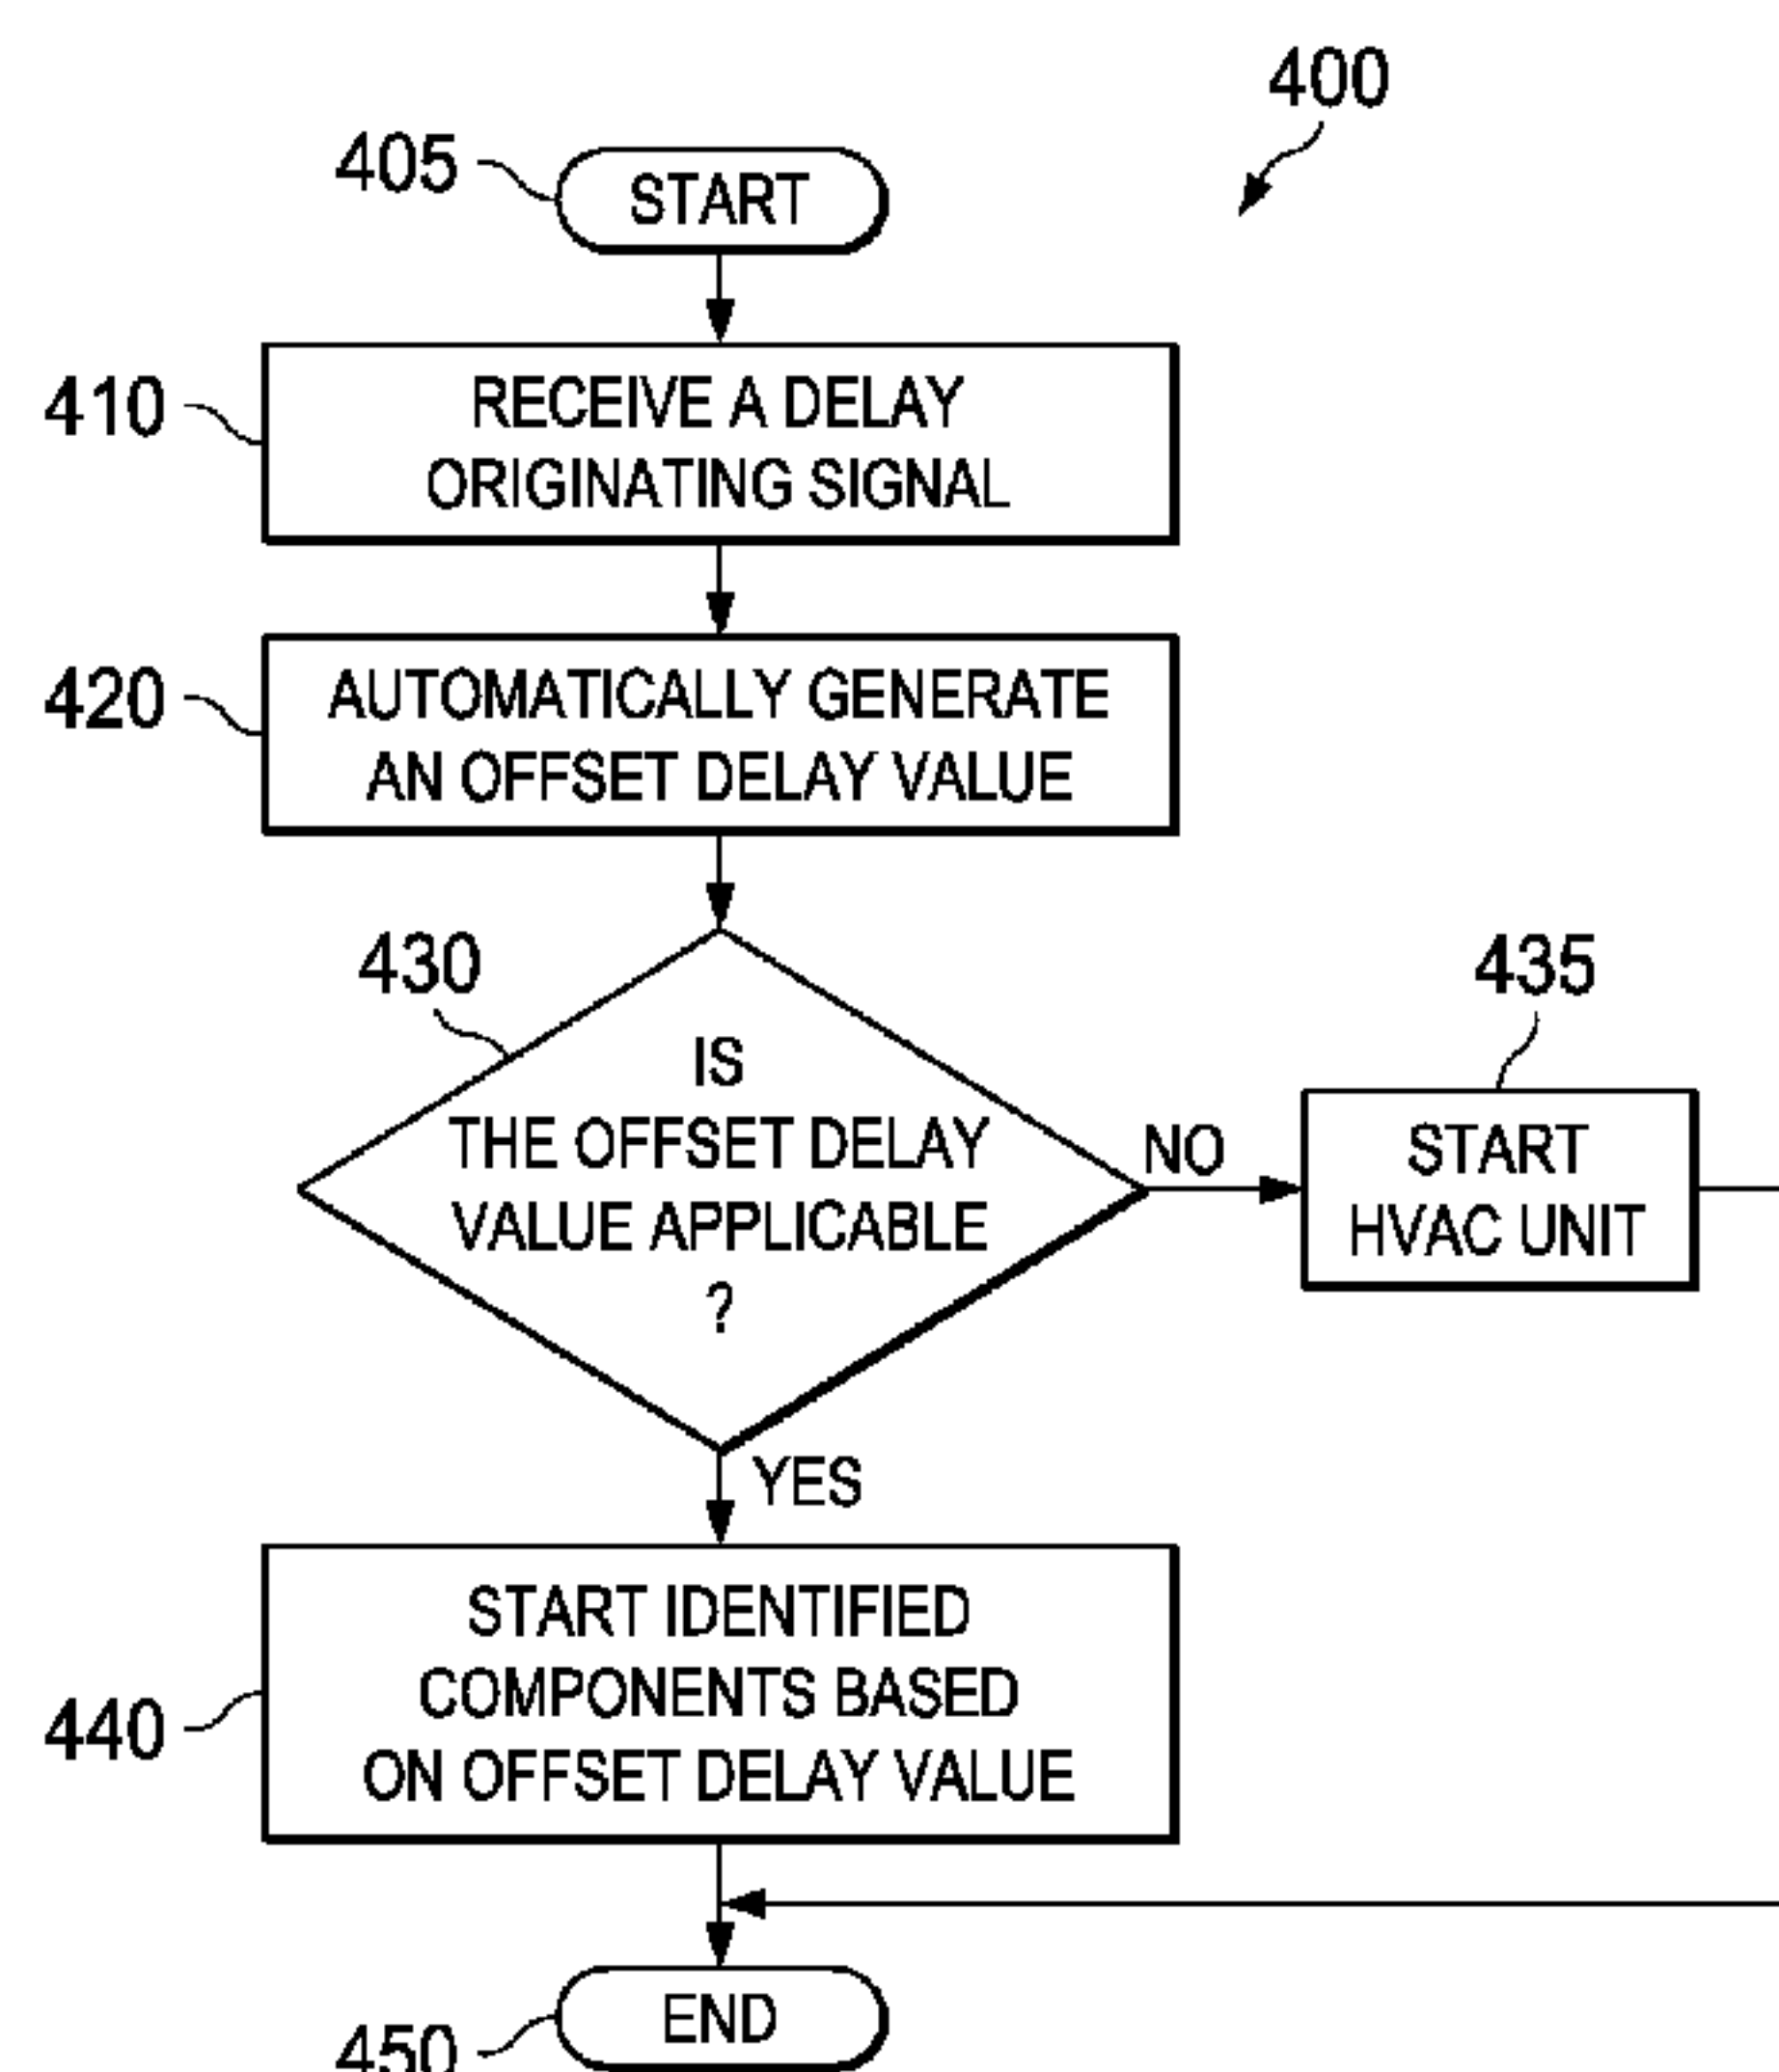 400
405
START
410
RECEIVE A DELAY
ORIGINATING SIGNAL
420
AUTOMATICALLY GENERATE
AN OFFSET DELAY VALUE
430
IS
THE OFFSET DELAY
VALUE APPLICABLE
?
NO
435
START
HVAC UNIT
YES
440
START IDENTIFIED
COMPONENTS BASED
ON OFFSET DELAY VALUE
450
END